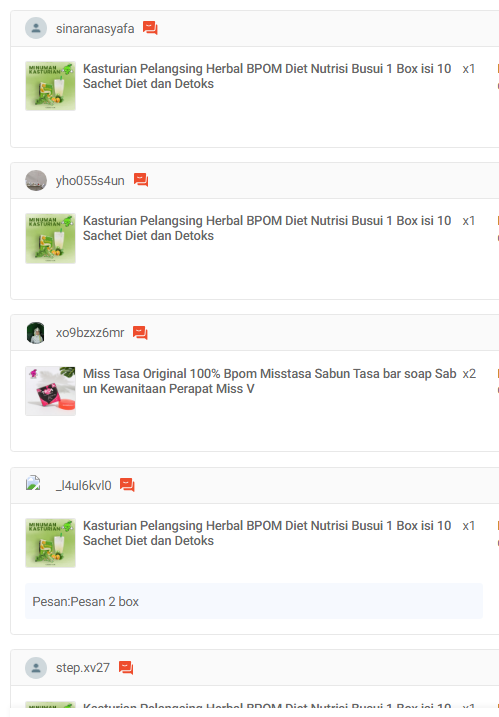 sinaranasyafa
MINUMAN
KASTURIAN
Kasturian Pelangsing Herbal BPOM Diet Nutrisi Busui 1 Box isi 10 x1
Sachet Diet dan Detoks
yho055s4un
MINUMAN
KASTURIAN
Kasturian Pelangsing Herbal BPOM Diet Nutrisi Busui 1 Box isi 10 x1
Sachet Diet dan Detoks
xo9bzxz6mr
Miss Tasa Original 100% Bpom Misstasa Sabun Tasa bar soap Sab x2
un Kewanitaan Perapat Miss V
_l4ul6kvl0
MINUMAN
KASTURIAN
Kasturian Pelangsing Herbal BPOM Diet Nutrisi Busui 1 Box isi 10 x1
Sachet Diet dan Detoks
Pesan:Pesan 2 box
step.xv27
Kasturian Pelangsing Herbal BPOM Diet Nutrisi Busui 1 Box isi 10 x1